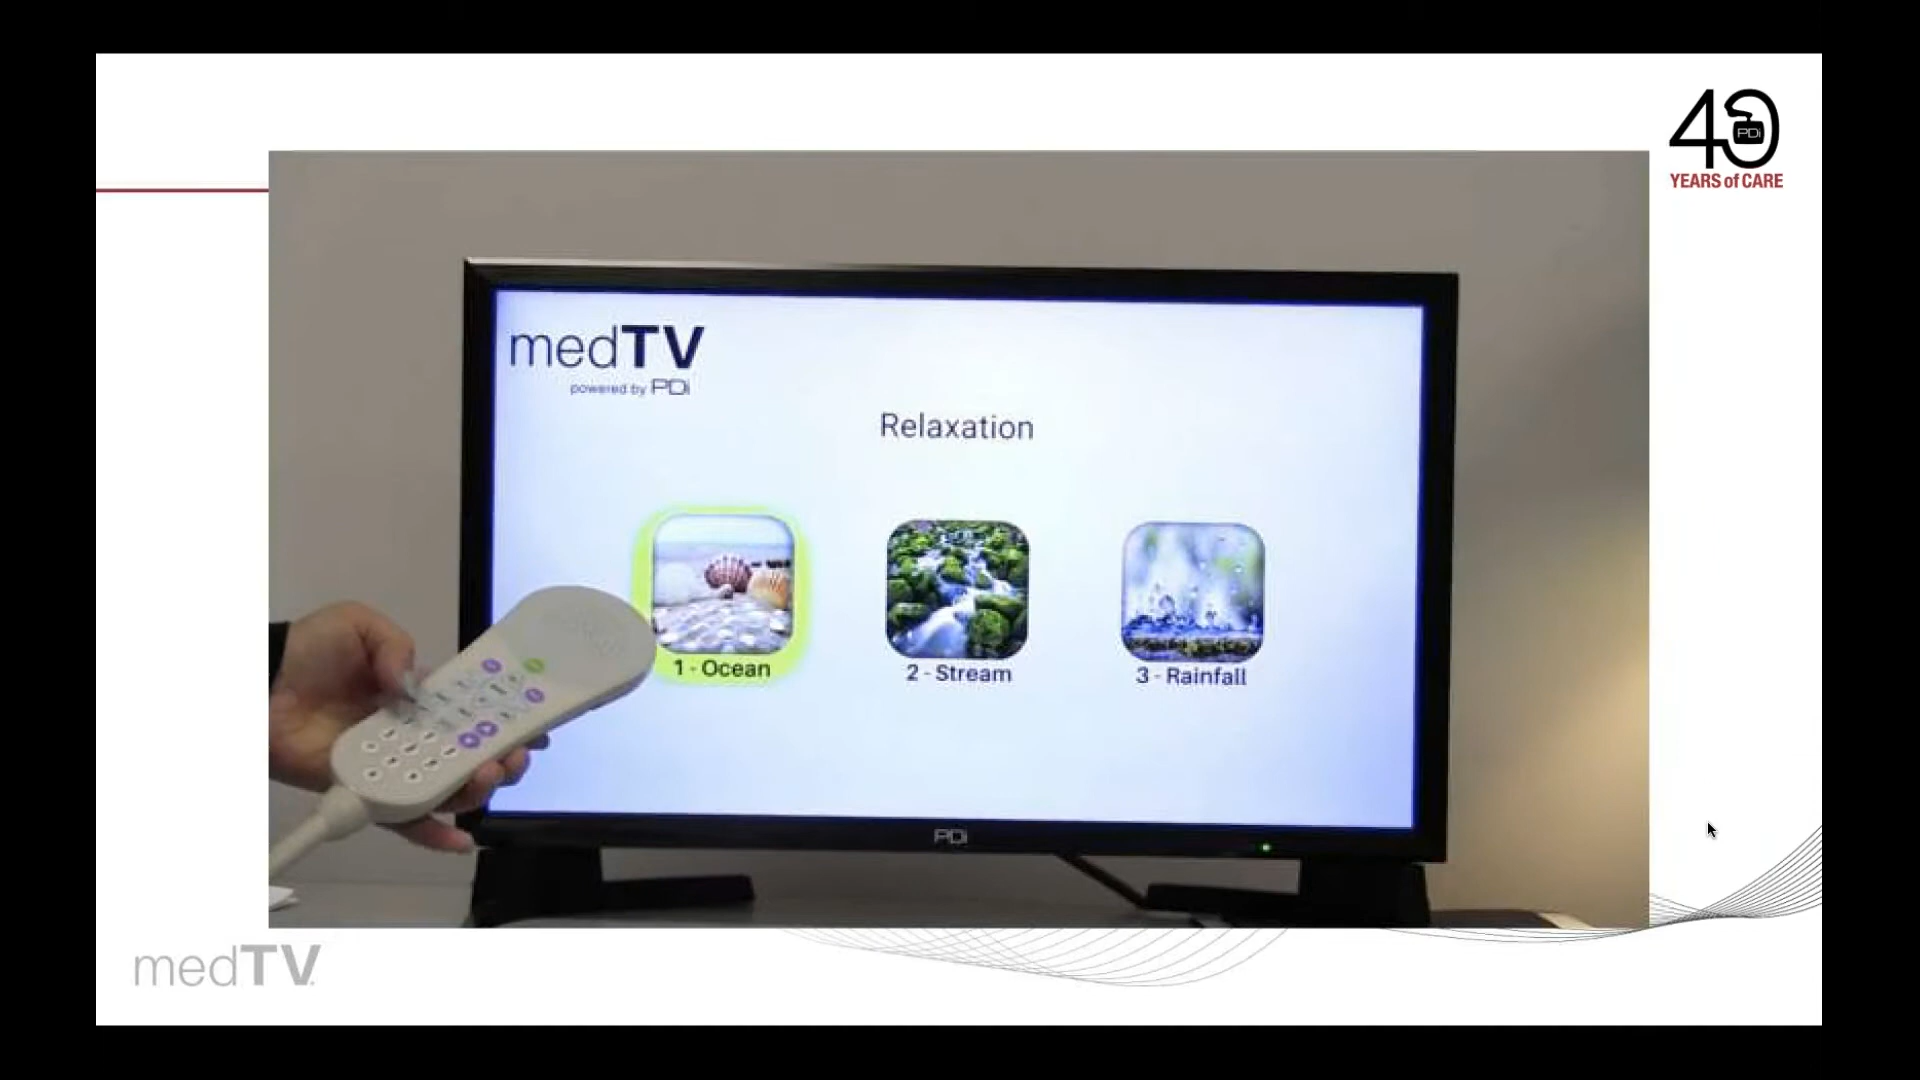 40
PDi
YEARS of CARE
medTV
powered by PDi
Relaxation
1 - Ocean
2 - Stream
3 - Rainfall
PDi
medTV